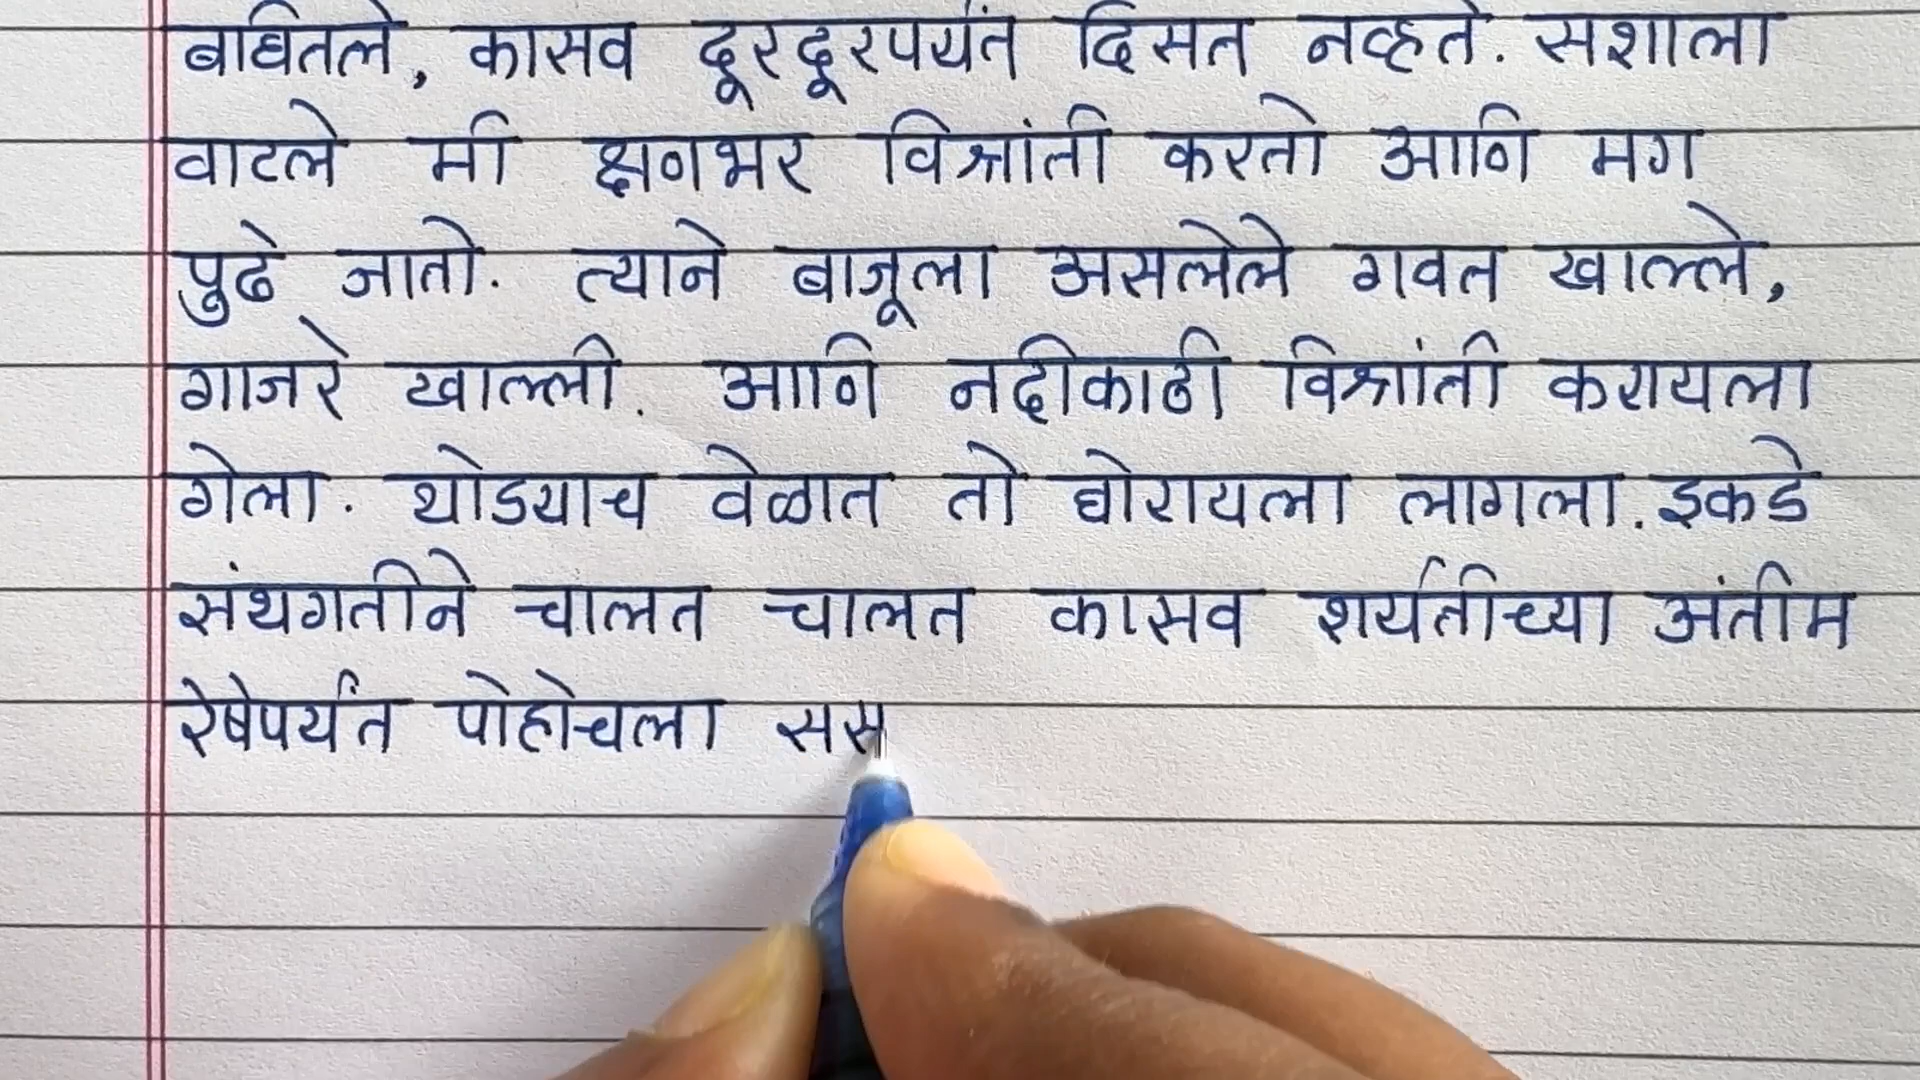 बघितले, कासव दूरदूरपर्यंत दिसत नव्हते. सशाला
वाटले मी क्षणभर विश्रांती करतो आणि मग
पुढे जातो. त्याने बाजूला असलेले गवत खाल्ले,
गाजरे खाल्ली. आणि नदीकाठी विश्रांती करायला
गेला. थोड्याच वेळात तो घोरायला लागला. इकडे
संथगतीने चालत चालत कासव शर्यतीच्या अंतीम
रेषेपर्यंत पोहोचला सस